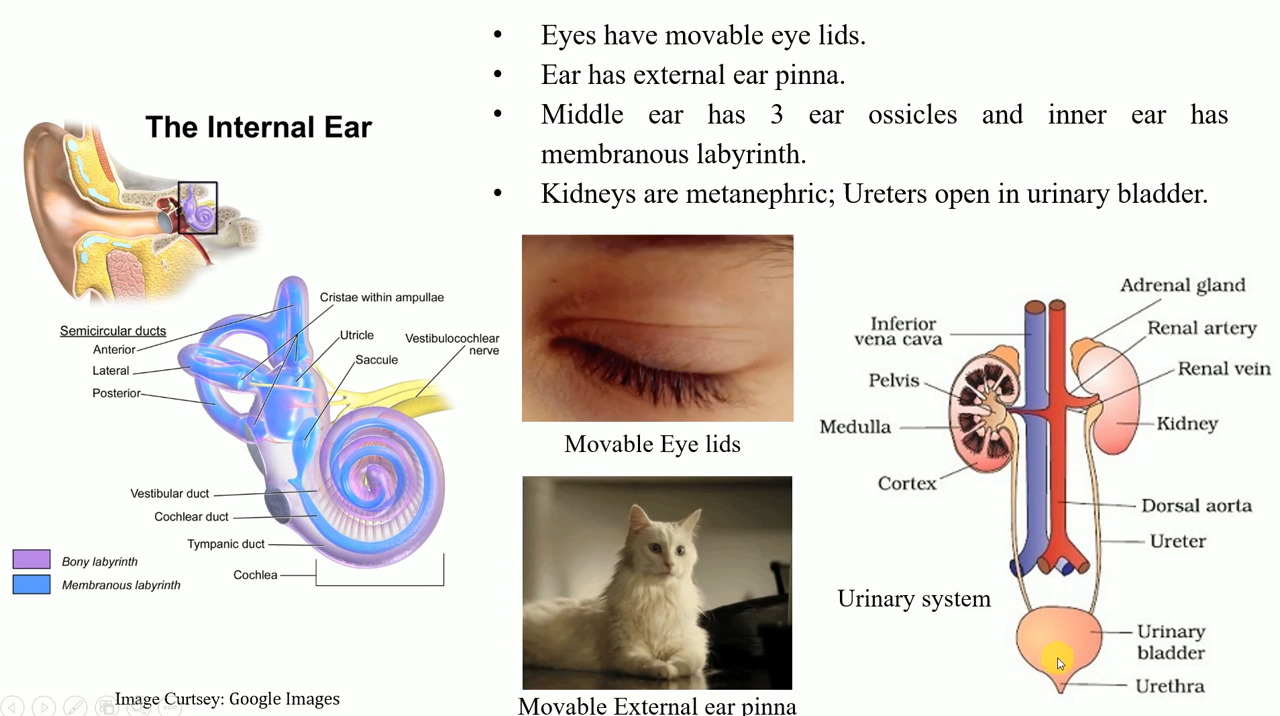 • Eyes have movable eye lids.
• Ear has external ear pinna.
• Middle ear has 3 ear ossicles and inner ear has
membranous labyrinth.
• Kidneys are metanephric; Ureters open in urinary bladder.
The Internal Ear
Cristae within ampullae
Semicircular ducts
Anterior
Lateral
Posterior
Utricle
Saccule
Vestibulocochlear
nerve
Vestibular duct
Cochlear duct
Tympanic duct
Cochlea
Bony labyrinth
Membranous labyrinth
Image Curtsey: Google Images
Movable Eye lids
Movable External ear pinna
Adrenal gland
Inferior
vena cava
Renal artery
Renal vein
Pelvis
Medulla
Kidney
Cortex
Dorsal aorta
Ureter
Urinary system
Urinary
bladder
Urethra